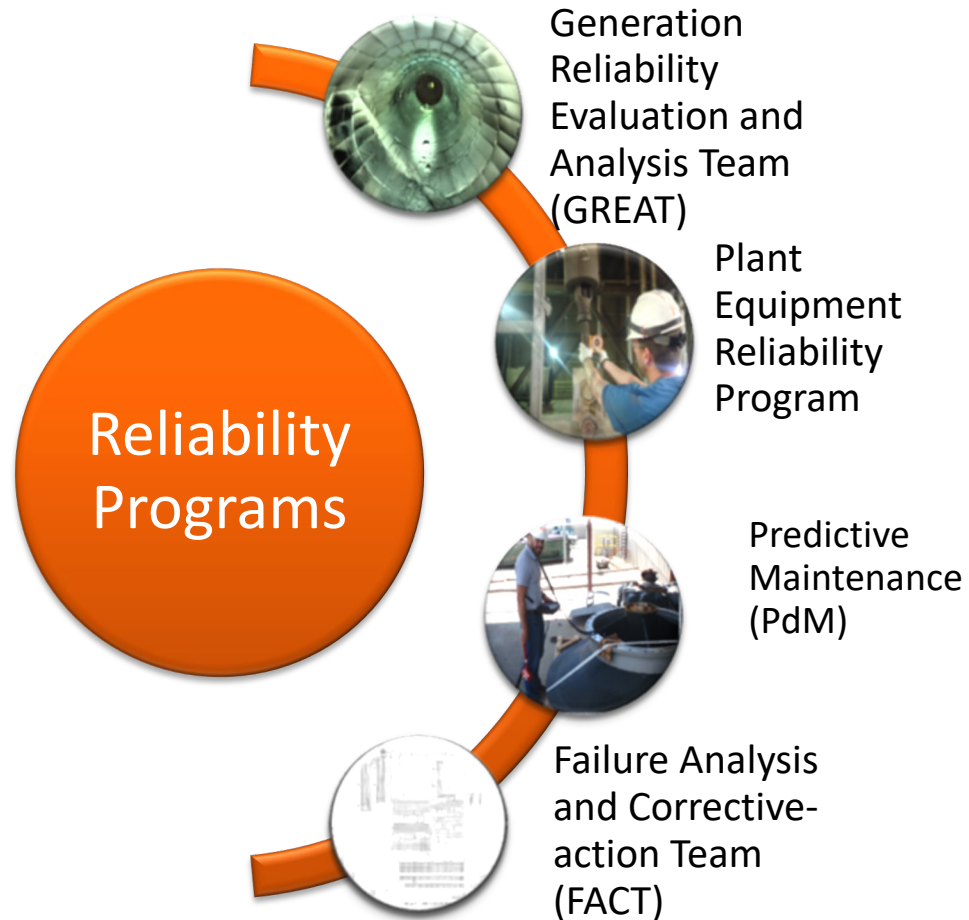 Generation
Reliability
Evaluation and
Analysis Team
(GREAT)
Plant
Equipment
Reliability
Program
Reliability
Programs
Predictive
Maintenance
(PdM)
Failure Analysis
and Corrective-
action Team
(FACT)